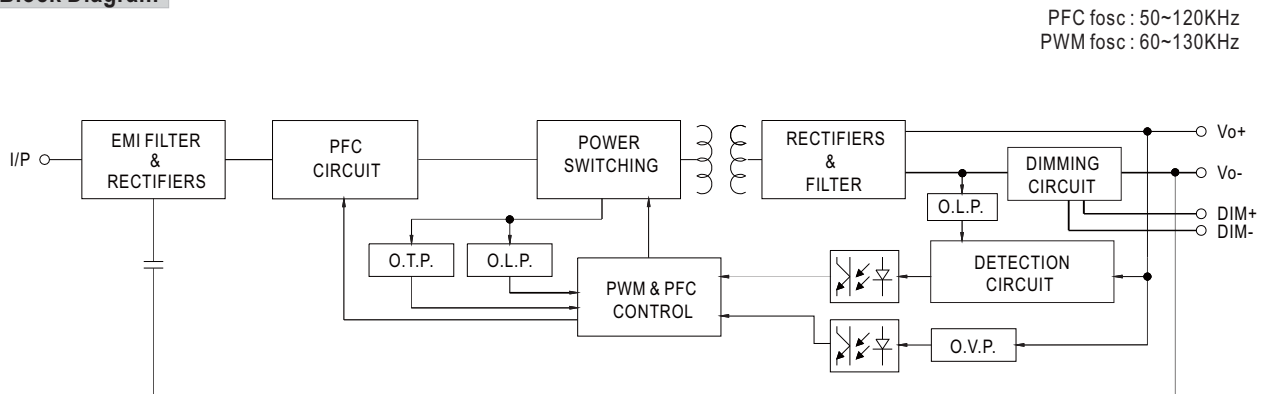 Block Diagram
PFC fosc : 50~120KHz
PWM fosc : 60~130KHz
I/P
EMI FILTER
&
RECTIFIERS
PFC
CIRCUIT
POWER
SWITCHING
RECTIFIERS
&
FILTER
DIMMING
CIRCUIT
Vo+
Vo-
DIM+
DIM-
O.L.P.
O.T.P.
O.L.P.
PWM & PFC
CONTROL
DETECTION
CIRCUIT
O.V.P.